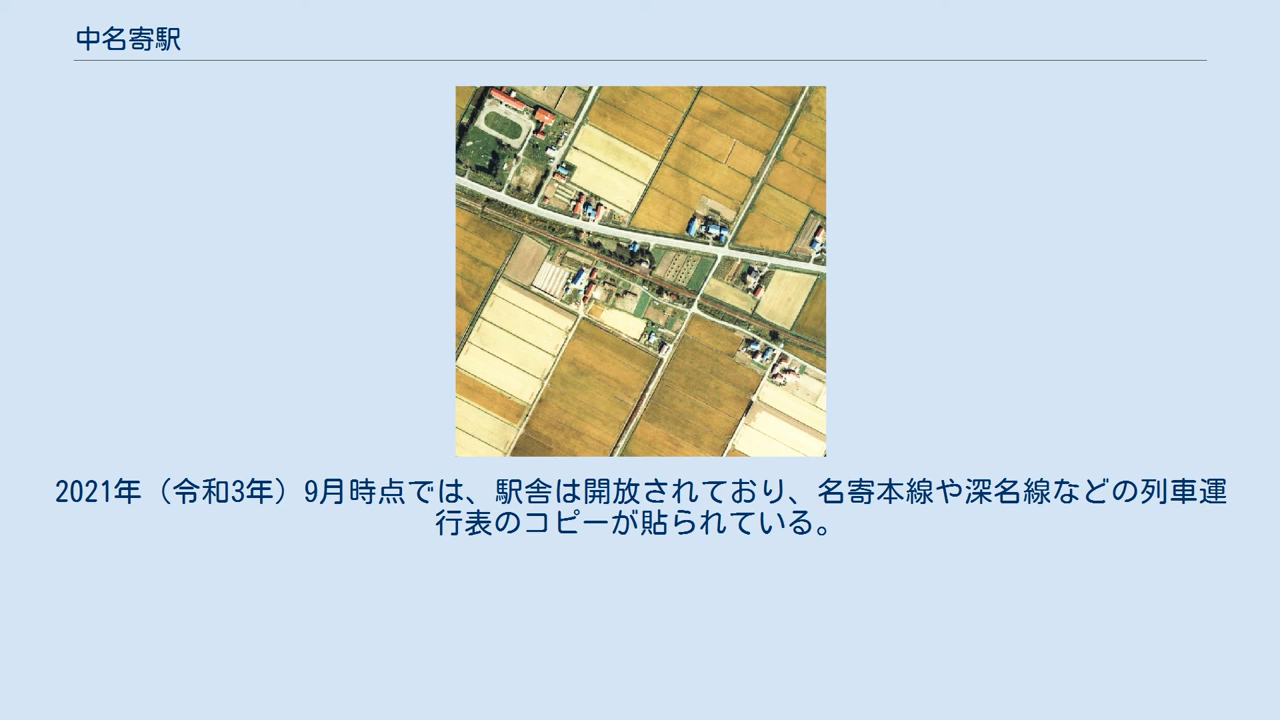 中名寄駅
2021年（令和3年）9月時点では、駅舎は開放されており、名寄本線や深名線などの列車運
行表のコピーが貼られている。